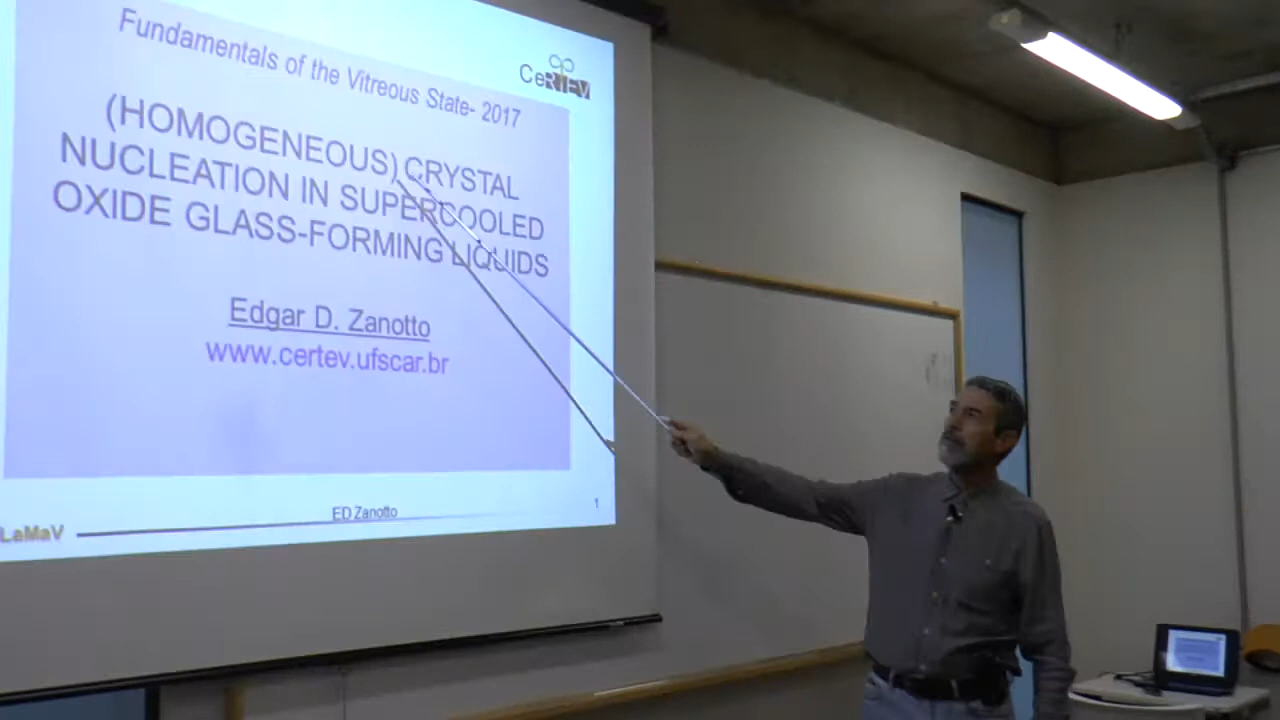 Fundamentals of the Vitreous State- 2017
CeRTEV
(HOMOGENEOUS) CRYSTAL
NUCLEATION IN SUPERCOOLED
OXIDE GLASS-FORMING LIQUIDS
Edgar D. Zanotto
www.certev.ufscar.br
ED Zanotto
1
LaMaV